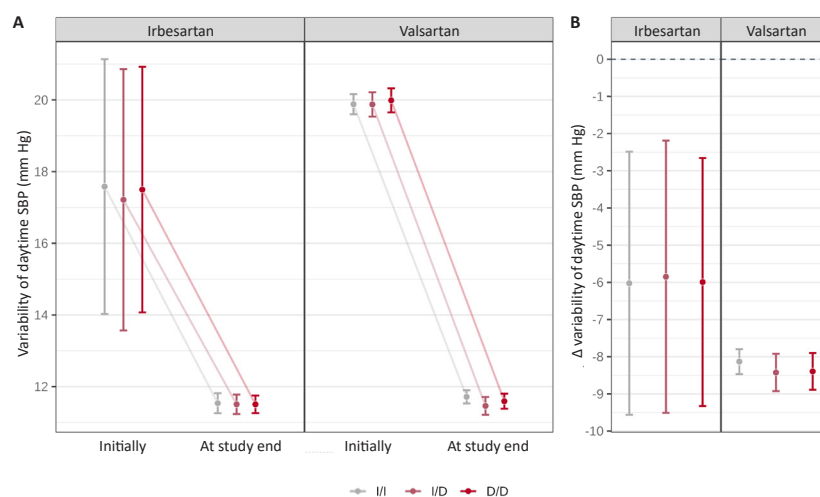 A
Irbesartan
Valsartan
Variability of daytime SBP (mm Hg)
20
18
16
14
12
Initially
At study end
Initially
At study end
B
Irbesartan
Valsartan
Δ variability of daytime SBP (mm Hg)
0
-1
-2
-3
-4
-5
-6
-7
-8
-9
-10
I/I
I/D
D/D